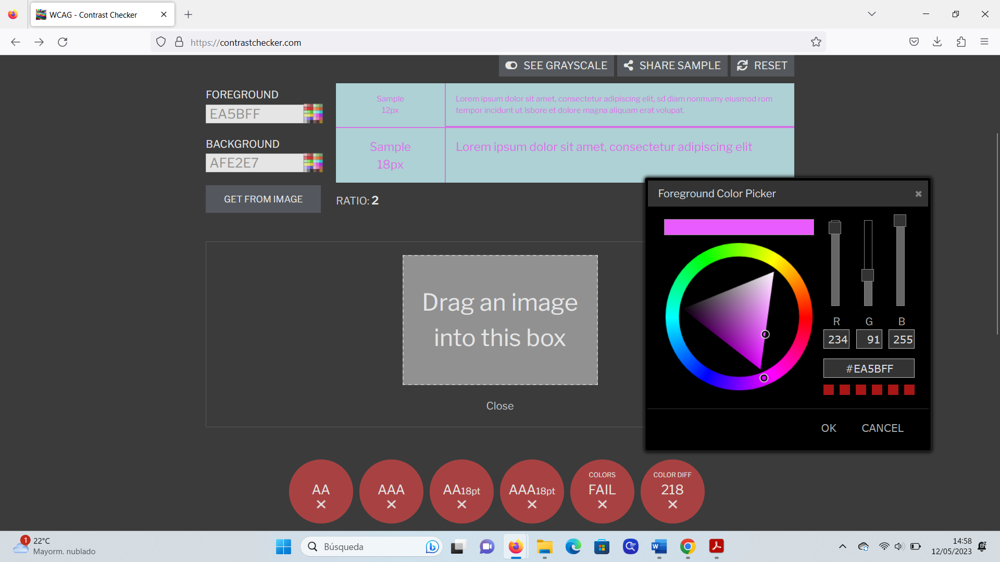 WCAG - Contrast Checker
https://contrastchecker.com
SEE GRAYSCALE
SHARE SAMPLE
RESET
FOREGROUND
EA5BFF
BACKGROUND
AFE2E7
GET FROM IMAGE
Sample
12px
Lorem ipsum dolor sit amet, consectetur adipiscing elit, sd diam nonmumy eiusmod rom
tempor incidunt ut lsbore et dolore magna aliquam erat volupat.
Sample
18px
Lorem ipsum dolor sit amet, consectetur adipiscing elit
RATIO: 2
Foreground Color Picker
R G B
234 91 255
#EA5BFF
OK CANCEL
Drag an image
into this box
Close
AA
AAA
AA18pt
AAA18pt
COLORS
FAIL
COLOR DIFF
218
1
22°C
Mayorm. nublado
Búsqueda
14:58
12/05/2023